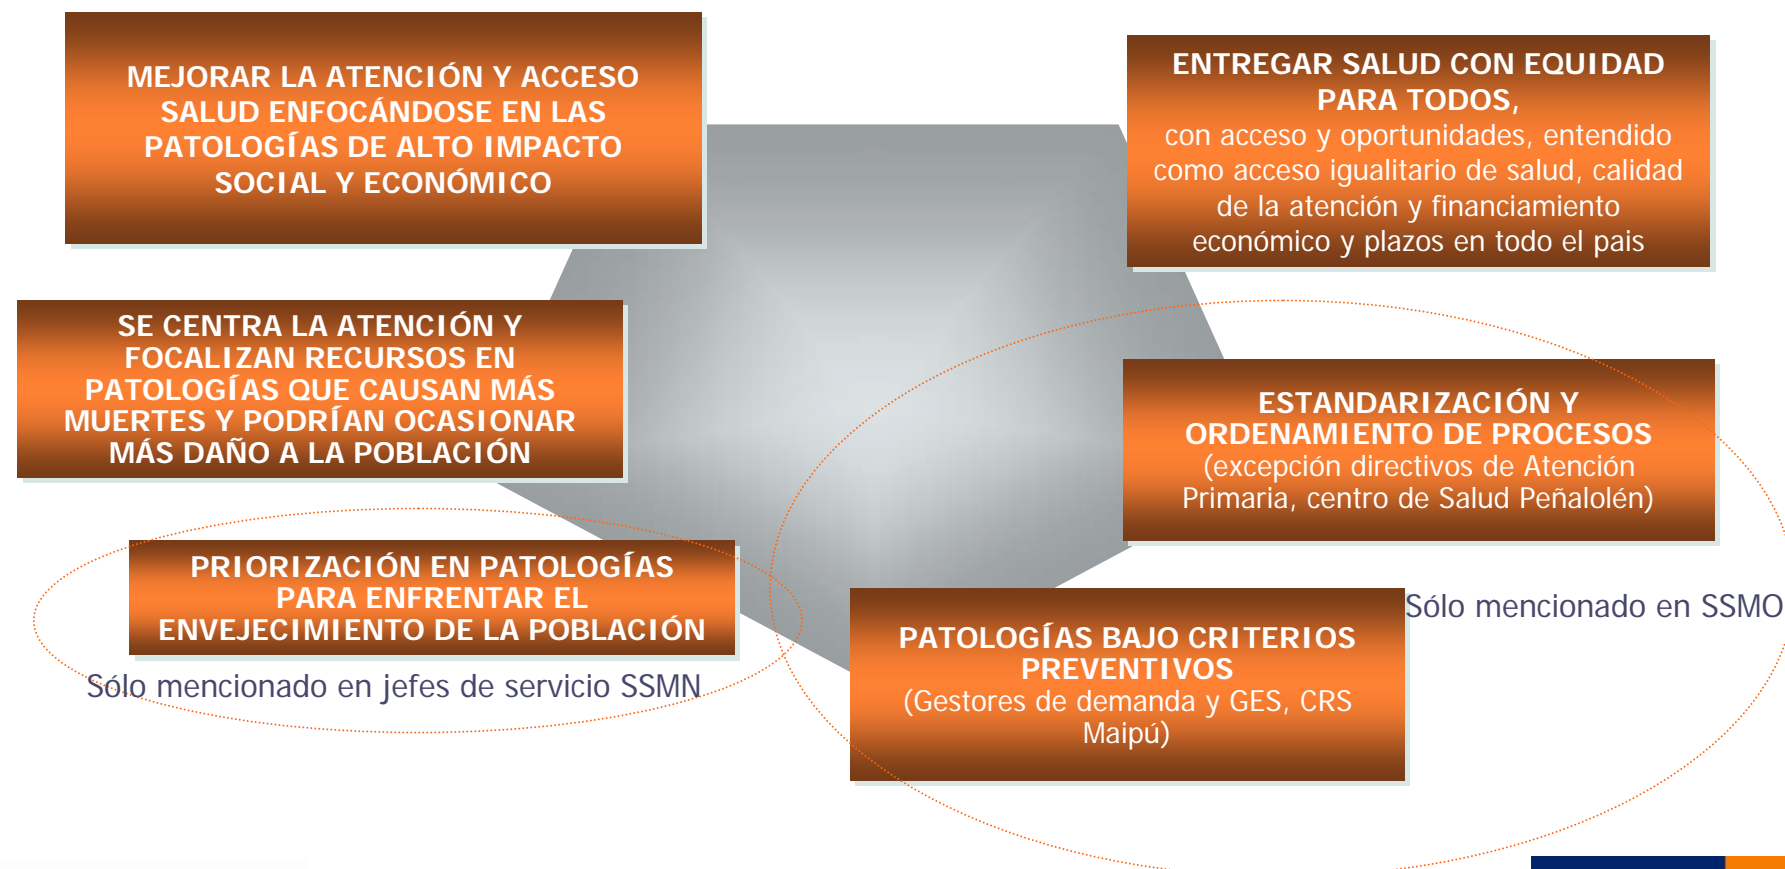 MEJORAR LA ATENCIÓN Y ACCESO
SALUD ENFOCÁNDOSE EN LAS
PATOLOGÍAS DE ALTO IMPACTO
SOCIAL Y ECONÓMICO
ENTREGAR SALUD CON EQUIDAD
PARA TODOS,
con acceso y oportunidades, entendido
como acceso igualitario de salud, calidad
de la atención y financiamiento
económico y plazos en todo el pais
SE CENTRA LA ATENCIÓN Y
FOCALIZAN RECURSOS EN
PATOLOGÍAS QUE CAUSAN MÁS
MUERTES Y PODRÍAN OCASIONAR
MÁS DAÑO A LA POBLACIÓN
ESTANDARIZACIÓN Y
ORDENAMIENTO DE PROCESOS
(excepción directivos de Atención
Primaria, centro de Salud Peñalolén)
PRIORIZACIÓN EN PATOLOGÍAS
PARA ENFRENTAR EL
ENVEJECIMIENTO DE LA POBLACIÓN
Sólo mencionado en jefes de servicio SSMN
PATOLOGÍAS BAJO CRITERIOS
PREVENTIVOS
(Gestores de demanda y GES, CRS
Maipú)
Sólo mencionado en SSMO